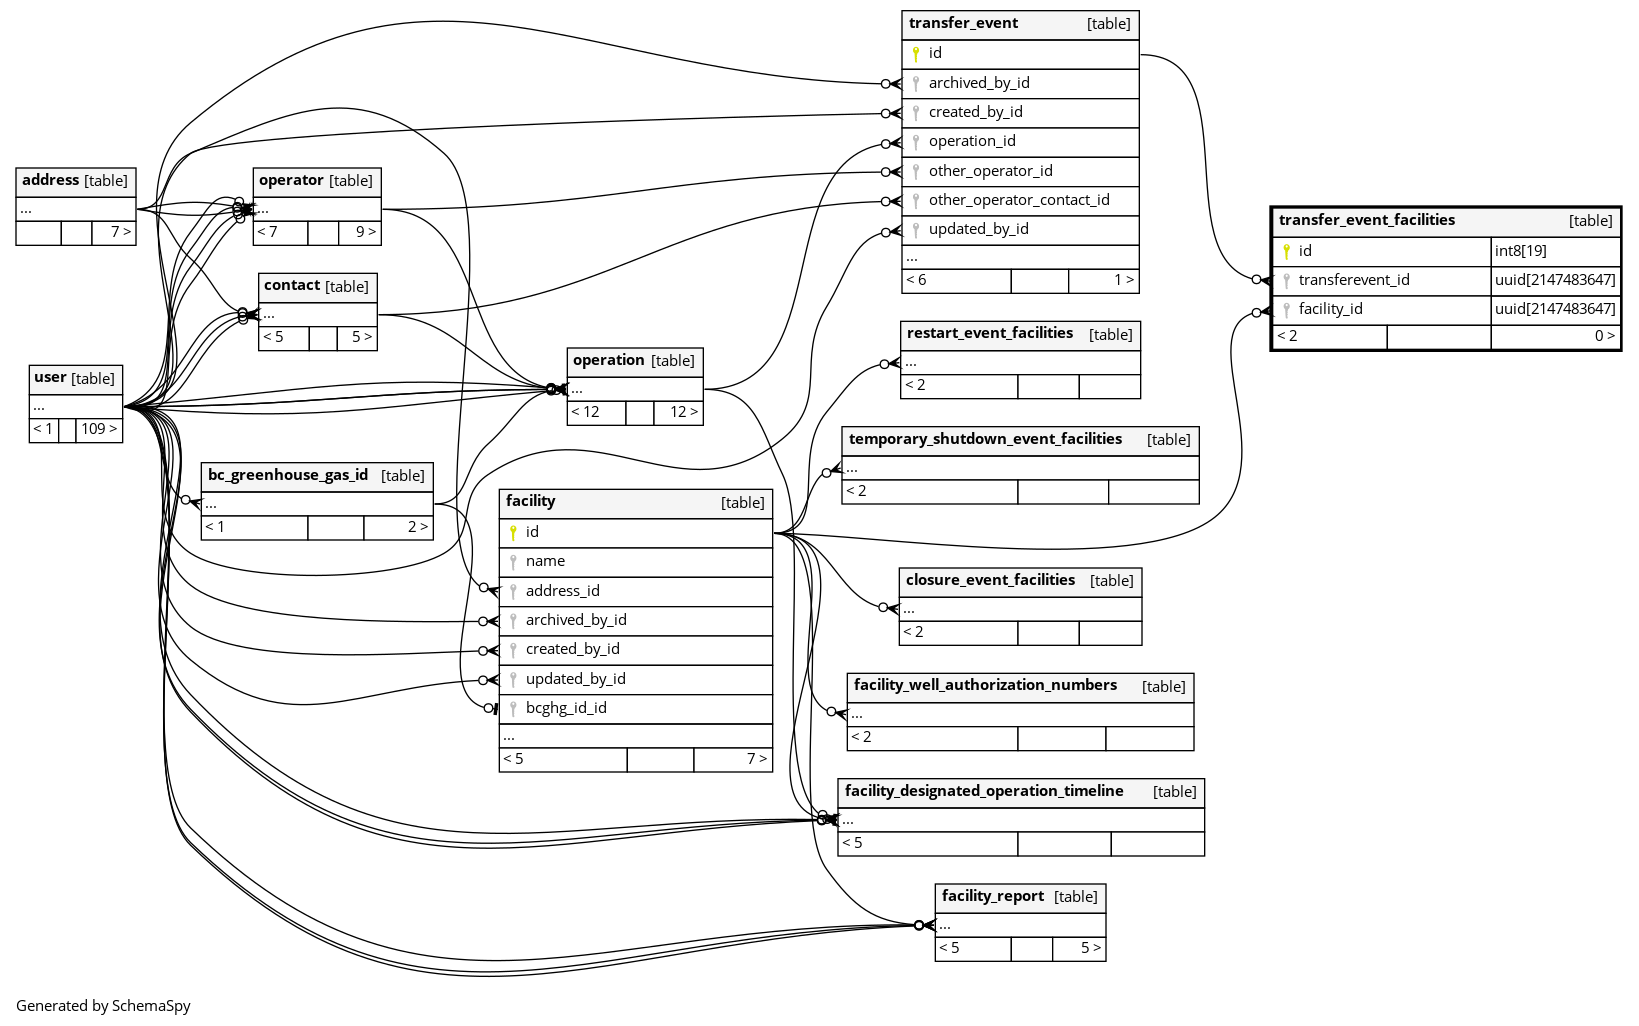 transfer_event [table]
id
archived_by_id
created_by_id
operation_id
other_operator_id
other_operator_contact_id
updated_by_id
...
< 6 1 >
address [table]
...
7 >
operator [table]
...
< 7 9 >
transfer_event_facilities [table]
id int8[19]
transferevent_id uuid[2147483647]
facility_id uuid[2147483647]
< 2 0 >
contact [table]
...
< 5 5 >
restart_event_facilities [table]
...
< 2
operation [table]
...
< 12 12 >
user [table]
...
< 1 109 >
temporary_shutdown_event_facilities [table]
...
< 2
bc_greenhouse_gas_id [table]
...
< 1 2 >
facility [table]
id
name
address_id
archived_by_id
created_by_id
updated_by_id
bcghg_id_id
...
< 5 7 >
closure_event_facilities [table]
...
< 2
facility_well_authorization_numbers [table]
...
< 2
facility_designated_operation_timeline [table]
...
< 5
facility_report [table]
...
< 5 5 >
Generated by SchemaSpy